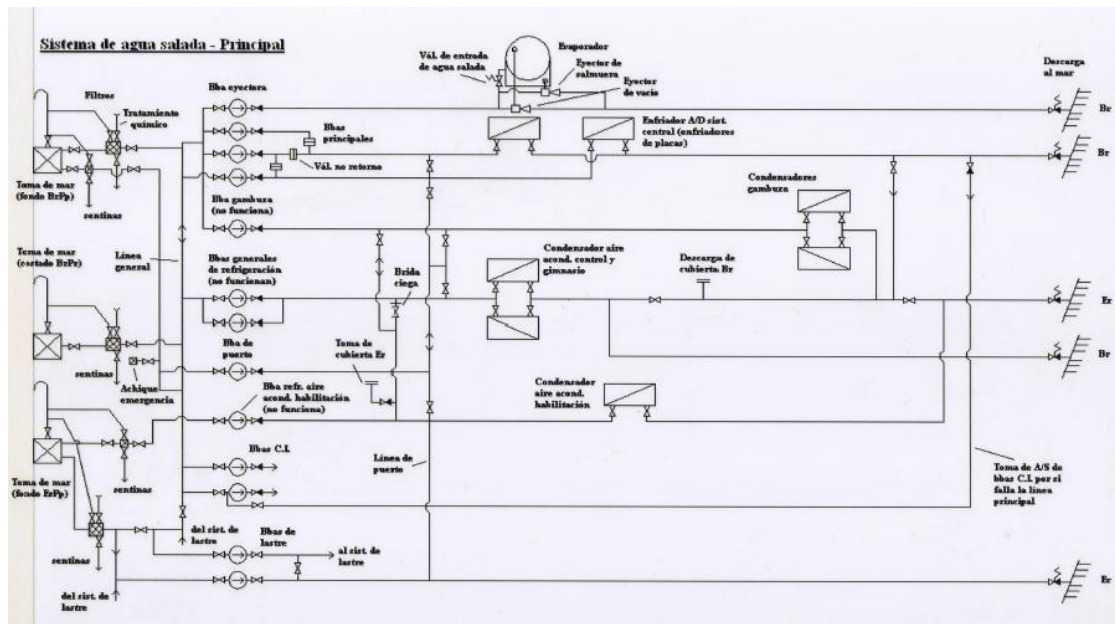 Sistema de agua salada - Principal
Vál. de entrada
de agua salada
Evaporador
Eyector de
salmuera
Eyector
de vacío
Descarga
al mar
Filtros
Tratamiento
químico
Bba eyectora
Bbas
principales
Vál. no retorno
Enfriador A/D sist.
central (enfriadores
de placas)
Br
Br
Toma de mar
(fondo BrPp)
sentinas
Bba gambuza
(no funciona)
Condensadores
gambuza
Toma de mar
(costado BrPr)
Línea
general
Bbas generales
de refrigeración
(no funcionan)
Brida
ciega
Condensador aire
acond. control y
gimnasio
Descarga de
cubierta Br
Er
Br
sentinas
Achique
emergencia
Bba de
puerto
Toma de
cubierta Er
Bba refr. aire
acond. habilitación
(no funciona)
Condensador
aire acond.
habilitación
Toma de mar
(fondo ErPp)
sentinas
Bbas C.I.
Línea de
puerto
Toma de A/S de
bbas C.I. por si
falla la línea
principal
del sist. de
lastre
Bbas de
lastre
al sist. de
lastre
sentinas
del sist. de
lastre
Er